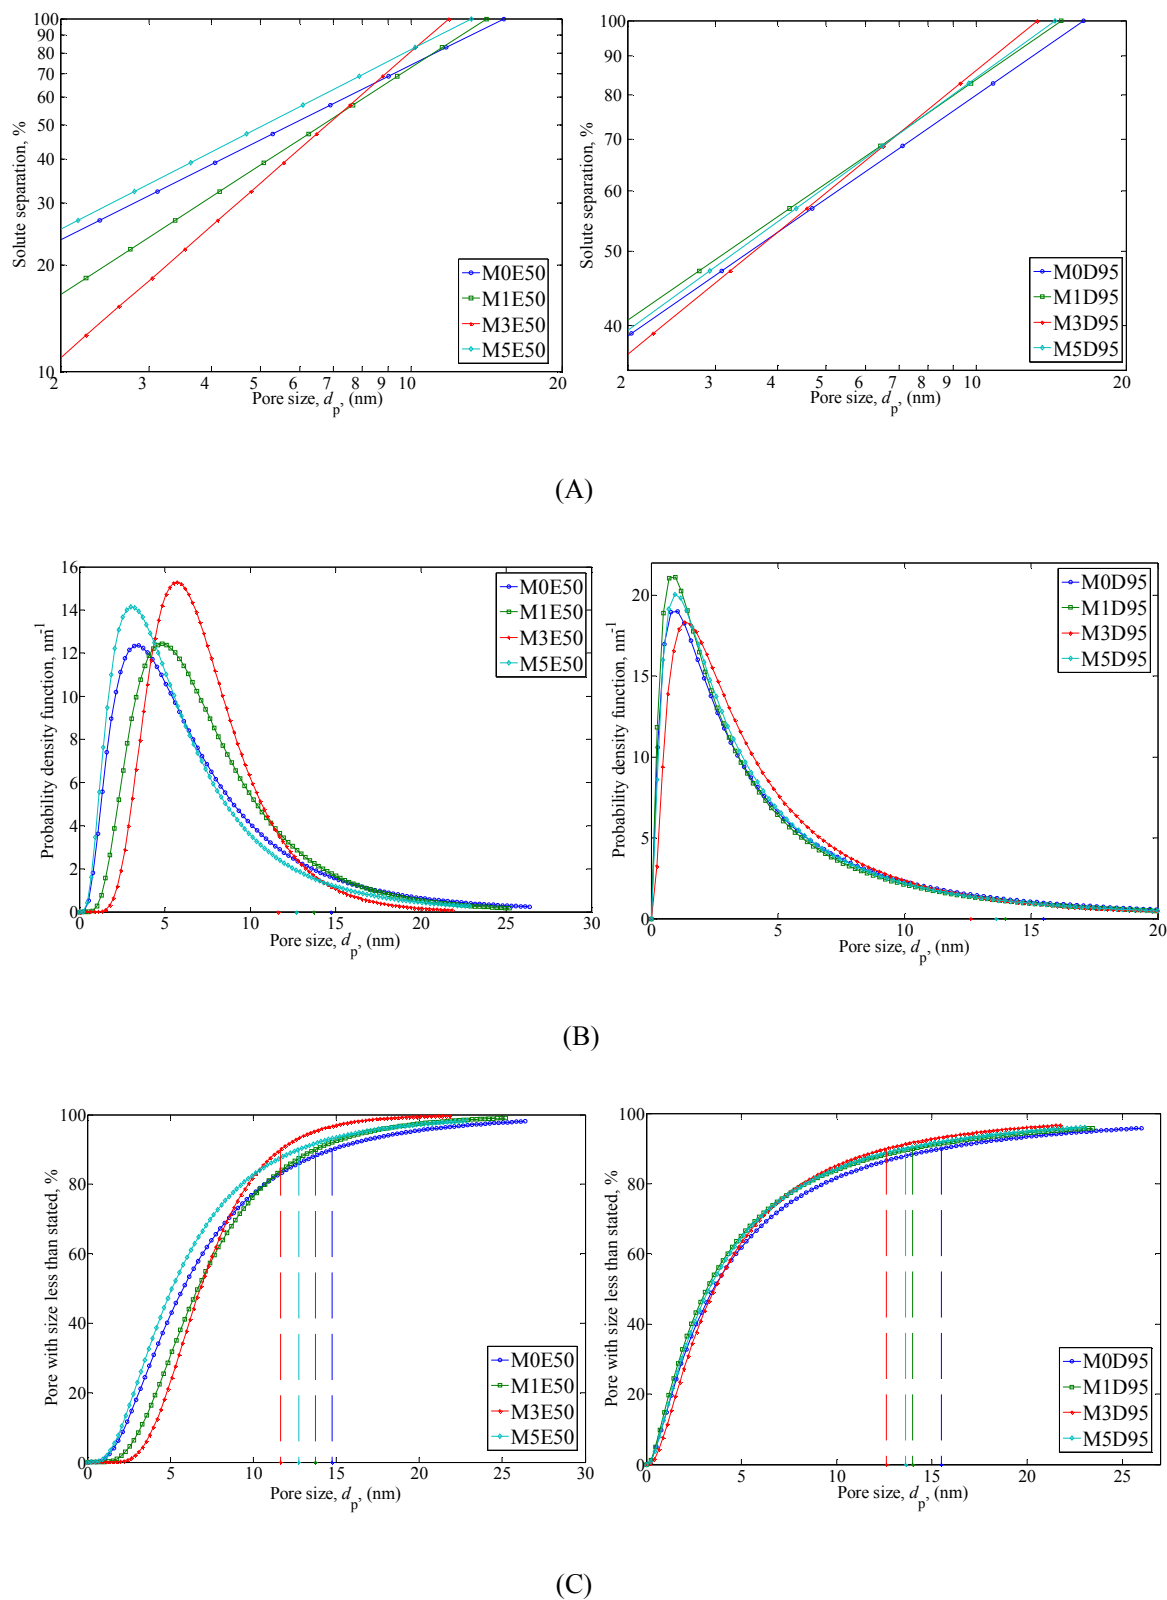 Solute separation, %
100
90
80
70
60
50
40
30
20
10
2
3
4
5
6
7
8
9
10
20
Pore size, dp, (nm)
M0E50
M1E50
M3E50
M5E50
Solute separation, %
100
90
80
70
60
50
40
2
3
4
5
6
7
8
9
10
20
Pore size, dp, (nm)
M0D95
M1D95
M3D95
M5D95
(A)
Probability density function, nm-1
16
14
12
10
8
6
4
2
0
0
5
10
15
20
25
30
Pore size, dp, (nm)
M0E50
M1E50
M3E50
M5E50
Probability density function, nm-1
20
15
10
5
0
0
5
10
15
20
Pore size, dp, (nm)
M0D95
M1D95
M3D95
M5D95
(B)
Pore with size less than stated, %
100
80
60
40
20
0
0
5
10
15
20
25
30
Pore size, dp, (nm)
M0E50
M1E50
M3E50
M5E50
Pore with size less than stated, %
100
80
60
40
20
0
0
5
10
15
20
25
Pore size, dp, (nm)
M0D95
M1D95
M3D95
M5D95
(C)